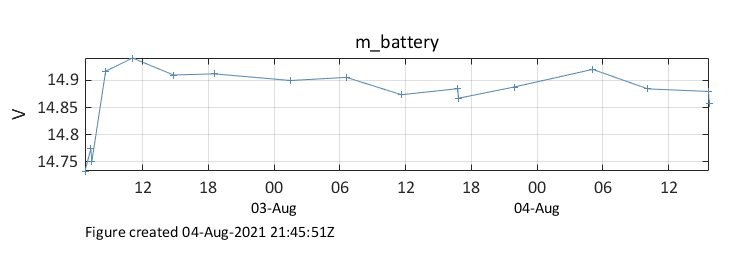 m_battery
V
14.9
14.85
14.8
14.75
12 18 00 06 12 18 00 06 12
03-Aug 04-Aug
Figure created 04-Aug-2021 21:45:51Z